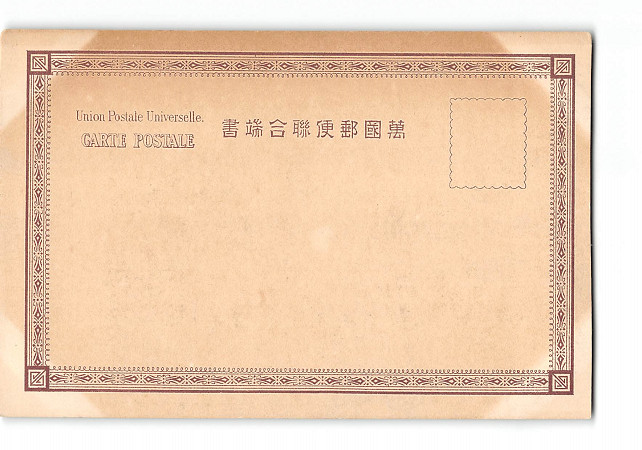 Union Postale Universelle.
CARTE POSTALE
書端合聯便郵國萬